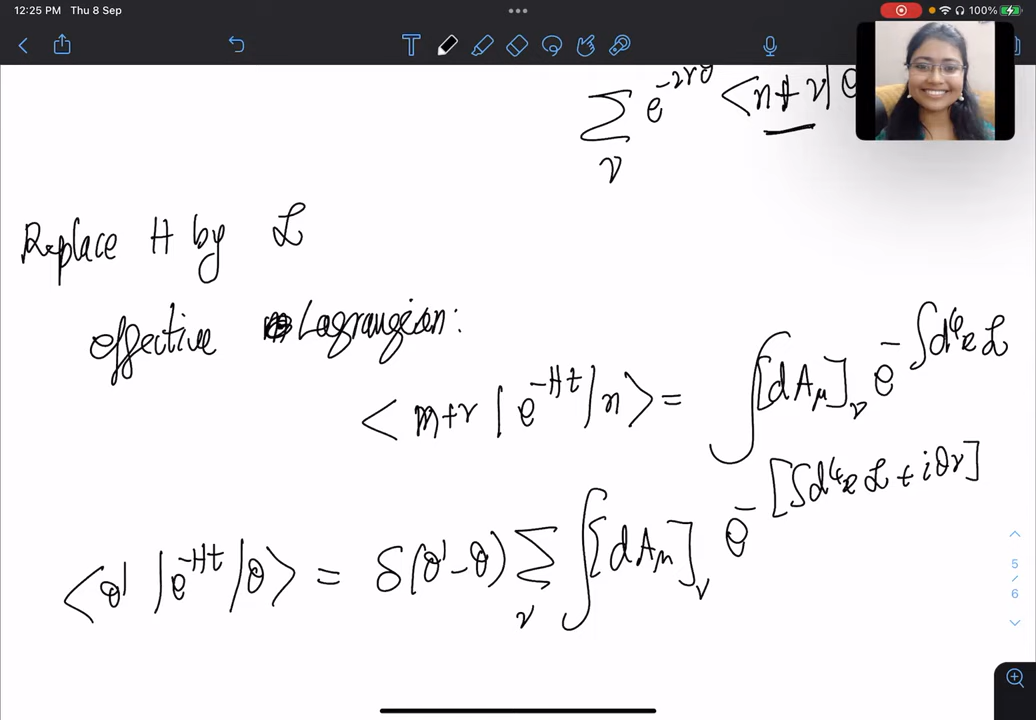 12:25 PM Thu 8 Sep 100%
∑_ν e^{-iνθ} <n+ν|
Replace H by ℒ
effective Lagrangian:
<n+ν | e^{-Ht} | n> = ∫[dA_μ]_ν e^{-∫d⁴x ℒ}
<θ' | e^{-Ht} | θ> = δ(θ'-θ) ∑_ν ∫[dA_μ]_ν e^{-[∫d⁴x ℒ + iθν]}
5
/
6